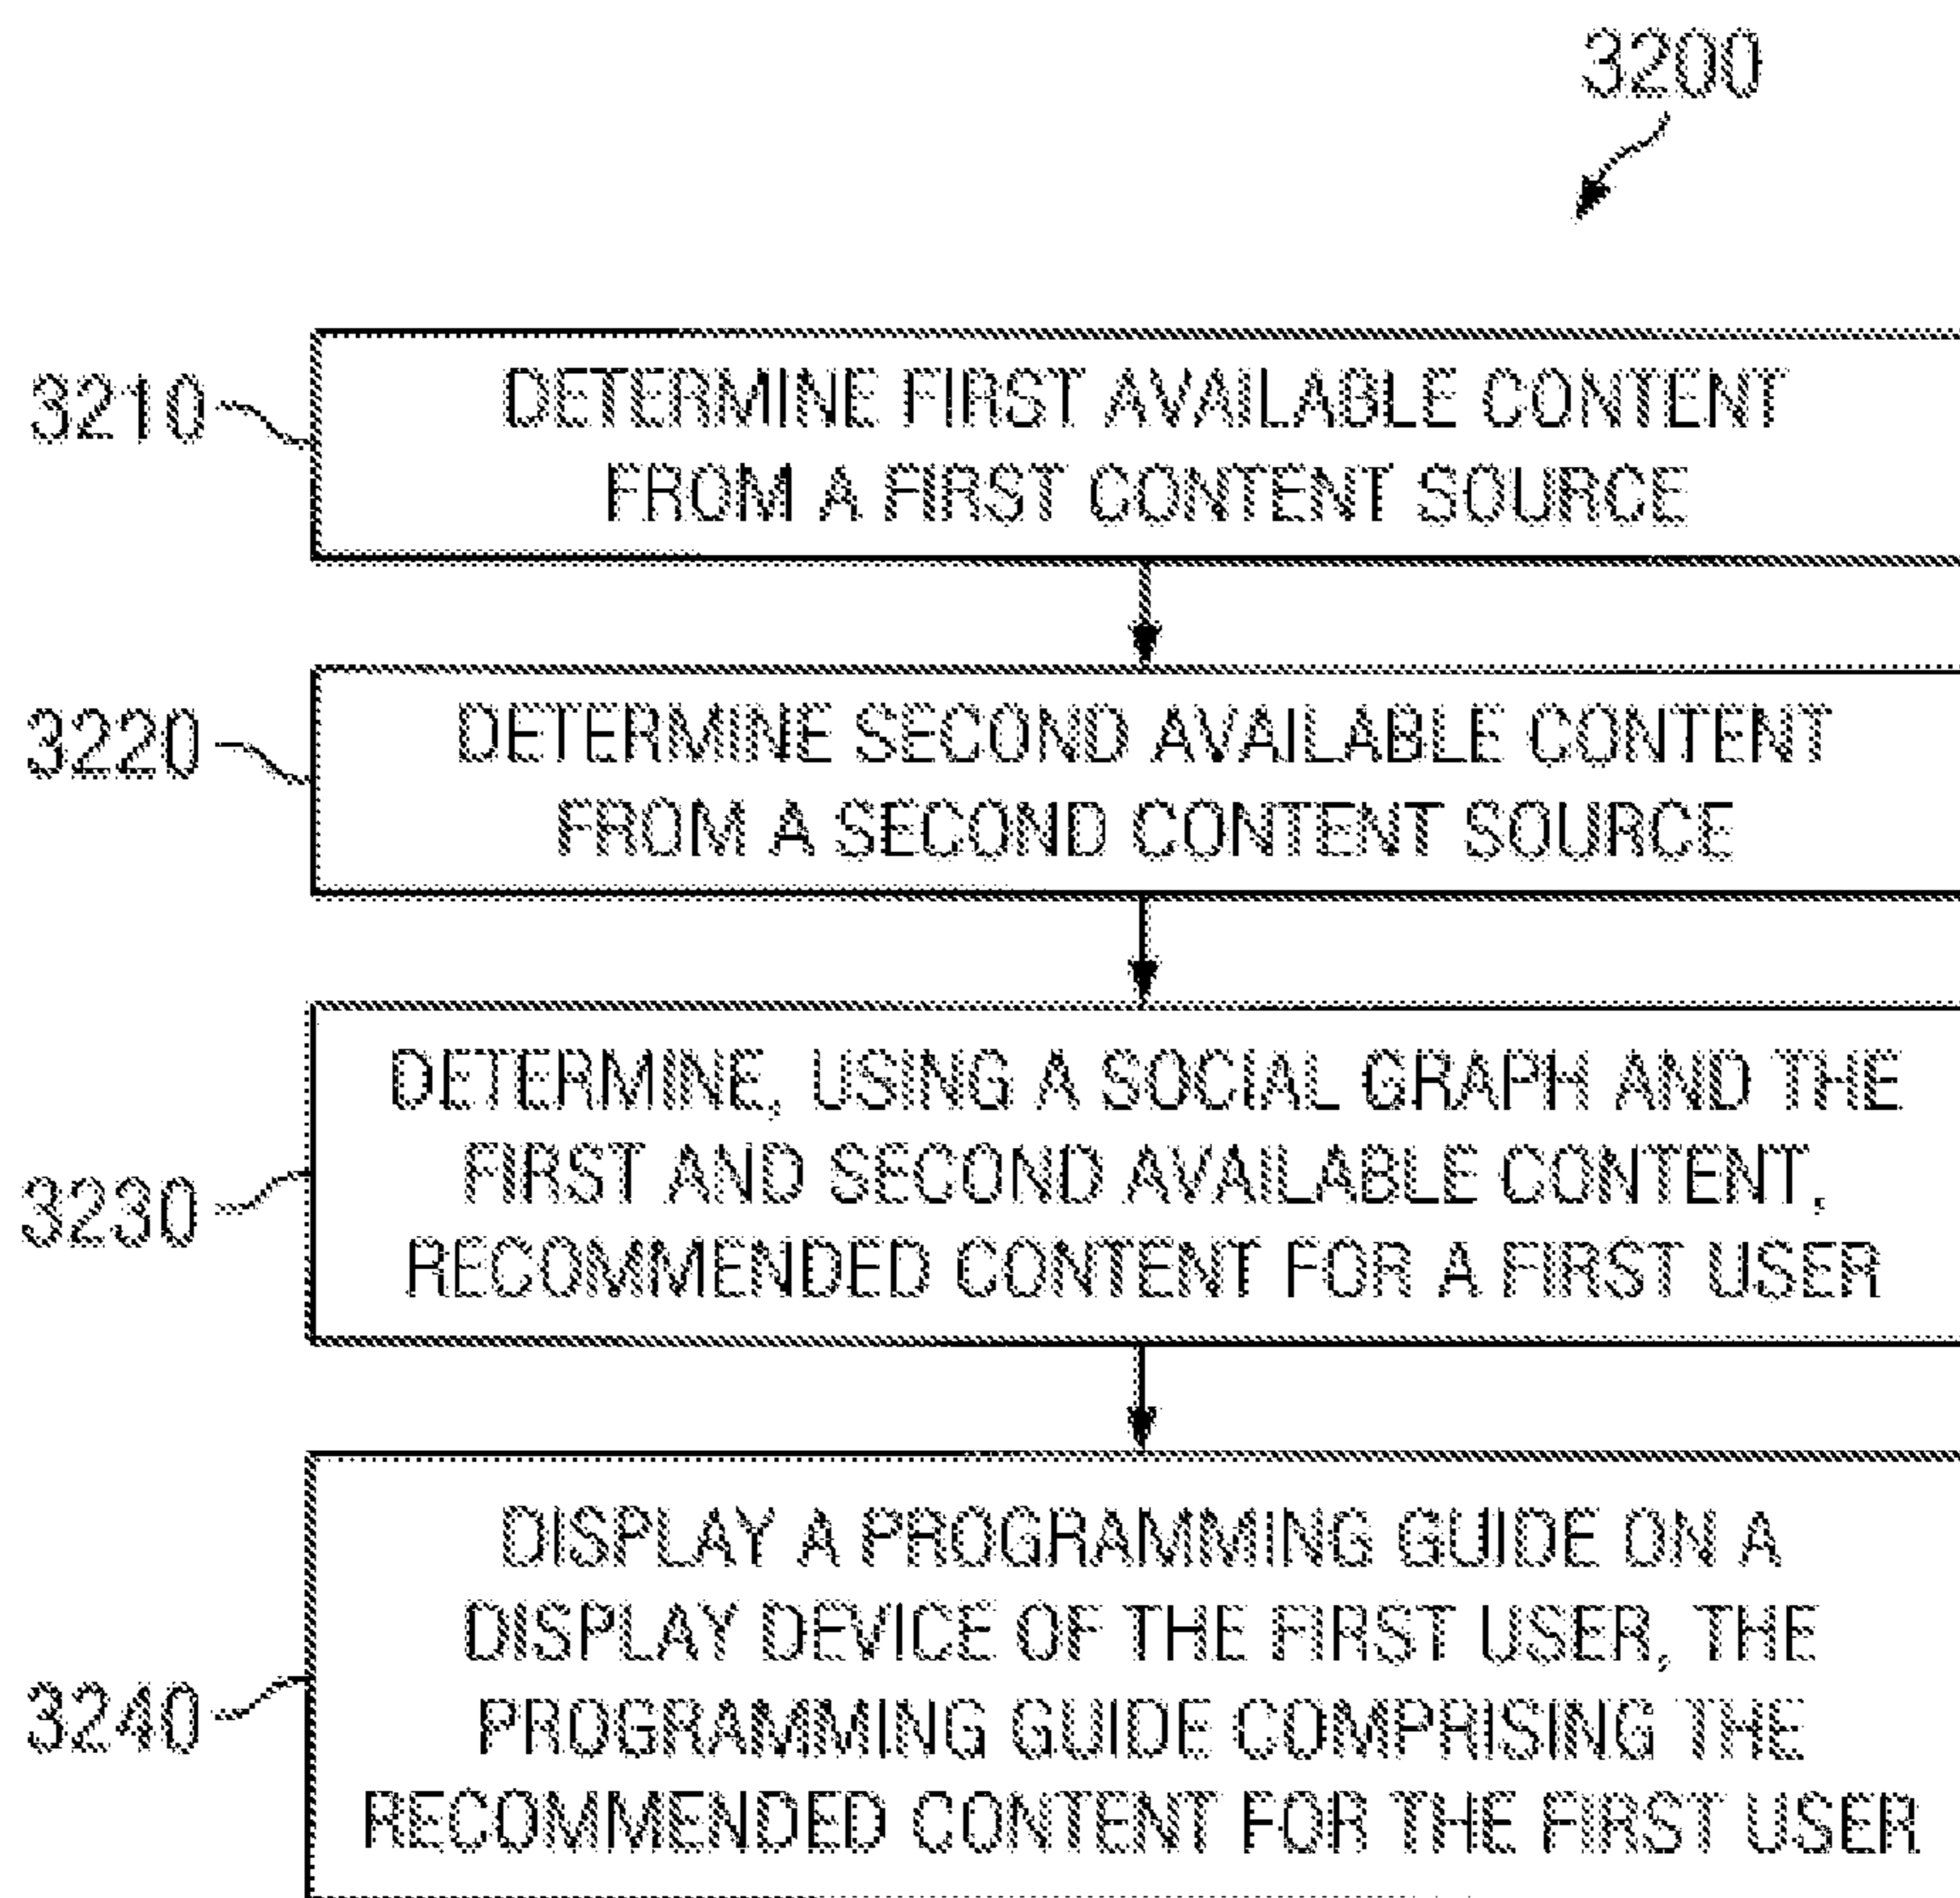 3200
3210
DETERMINE FIRST AVAILABLE CONTENT
FROM A FIRST CONTENT SOURCE
3220
DETERMINE SECOND AVAILABLE CONTENT
FROM A SECOND CONTENT SOURCE
3230
DETERMINE, USING A SOCIAL GRAPH AND THE
FIRST AND SECOND AVAILABLE CONTENT,
RECOMMENDED CONTENT FOR A FIRST USER
3240
DISPLAY A PROGRAMMING GUIDE ON A
DISPLAY DEVICE OF THE FIRST USER, THE
PROGRAMMING GUIDE COMPRISING THE
RECOMMENDED CONTENT FOR THE FIRST USER